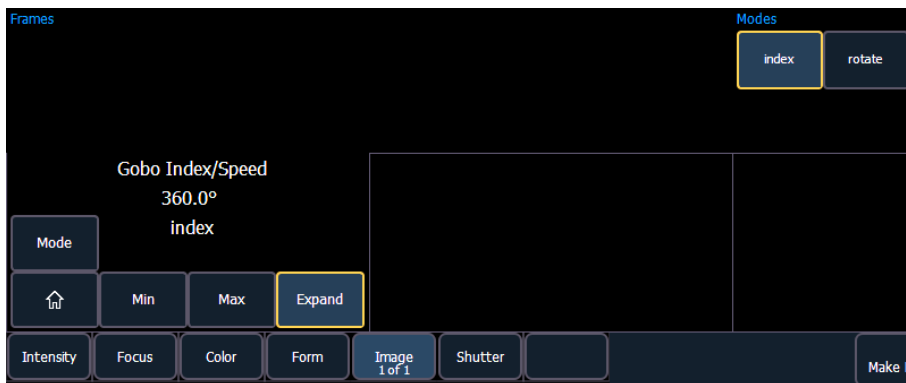 Frames
Modes
index
rotate
Gobo Index/Speed
360.0°
index
Mode
Min
Max
Expand
Intensity
Focus
Color
Form
Image
1 of 1
Shutter
Make